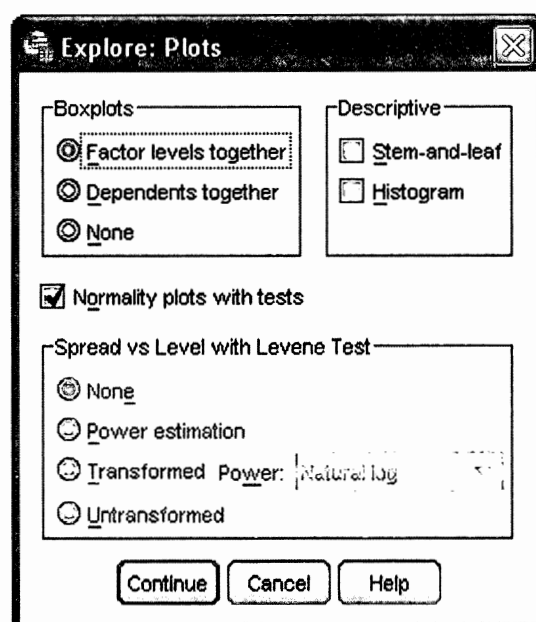 Explore: Plots
Boxplots
Factor levels together
Dependents together
None
Descriptive
Stem-and-leaf
Histogram
Normality plots with tests
Spread vs Level with Levene Test
None
Power estimation
Transformed Power: Natural log
Untransformed
Continue Cancel Help